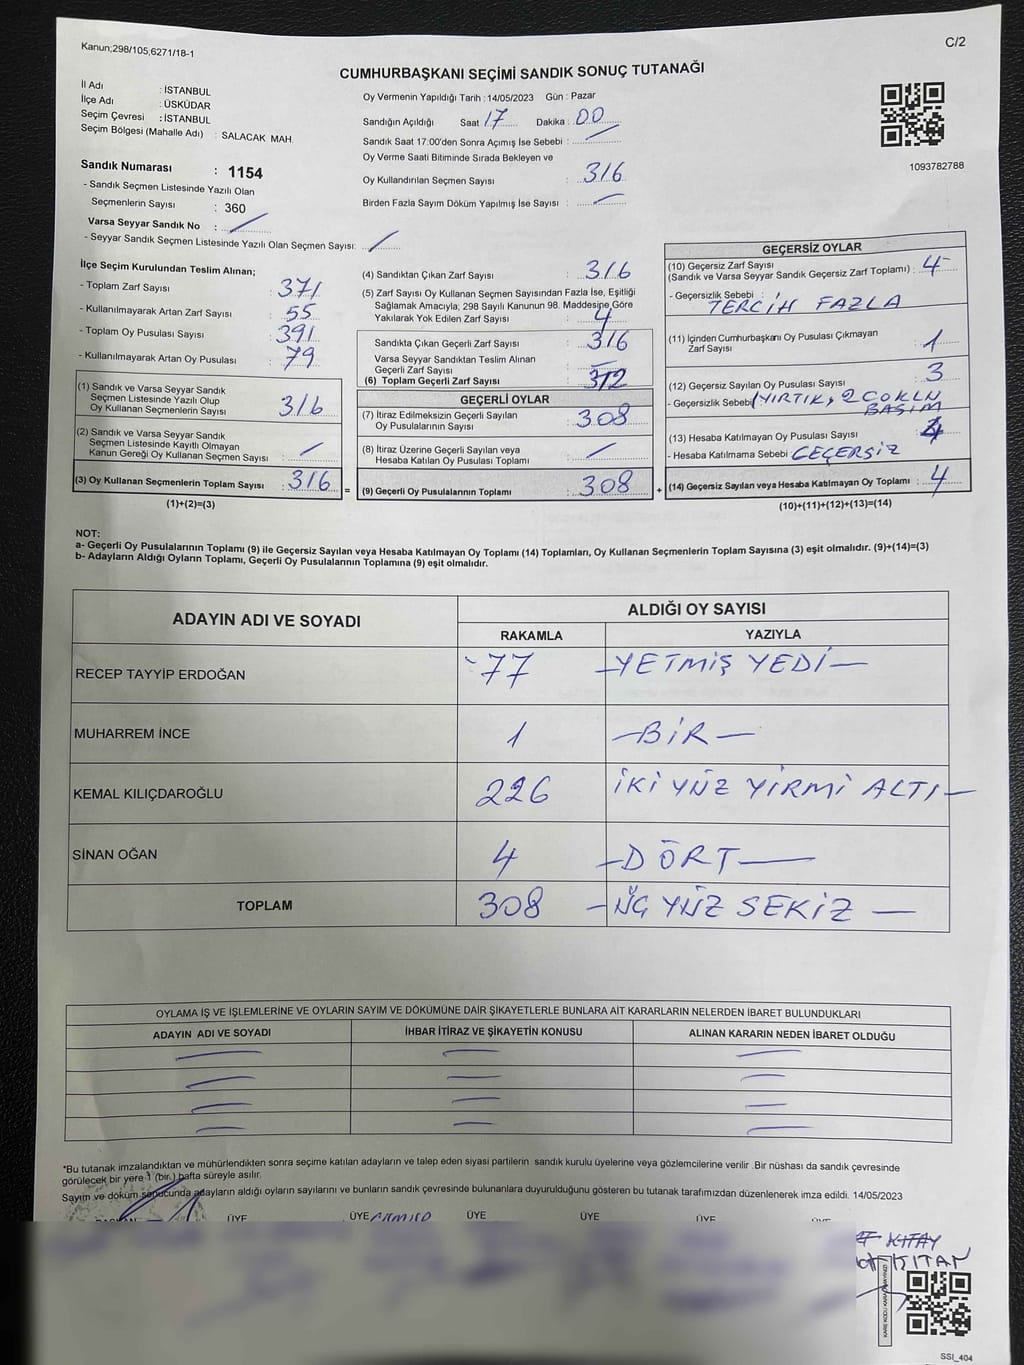 Kanun;298/105,6271/18-1
C/2
CUMHURBAŞKANI SEÇİMİ SANDIK SONUÇ TUTANAĞI
İl Adı : İSTANBUL
İlçe Adı : ÜSKÜDAR
Seçim Çevresi : İSTANBUL
Seçim Bölgesi (Mahalle Adı) : SALACAK MAH.
Sandık Numarası : 1154
- Sandık Seçmen Listesinde Yazılı Olan
Seçmenlerin Sayısı : 360
Varsa Seyyar Sandık No :
- Seyyar Sandık Seçmen Listesinde Yazılı Olan Seçmen Sayısı:
Oy Vermenin Yapıldığı Tarih : 14/05/2023 Gün : Pazar
Sandığın Açıldığı Saat 17 Dakika : 00
Sandık Saat 17:00'den Sonra Açımış İse Sebebi :
Oy Verme Saati Bitiminde Sırada Bekleyen ve
Oy Kullandırılan Seçmen Sayısı : 316
Birden Fazla Sayım Döküm Yapılmış İse Sayısı :
1093782788
İlçe Seçim Kurulundan Teslim Alınan;
- Toplam Zarf Sayısı : 371
- Kullanılmayarak Artan Zarf Sayısı : 55
- Toplam Oy Pusulası Sayısı : 391
- Kullanılmayarak Artan Oy Pusulası : 79
(1) Sandık ve Varsa Seyyar Sandık
Seçmen Listesinde Yazılı Olup
Oy Kullanan Seçmenlerin Sayısı : 316
(2) Sandık ve Varsa Seyyar Sandık
Seçmen Listesinde Kayıtlı Olmayan
Kanun Gereği Oy Kullanan Seçmen Sayısı :
(3) Oy Kullanan Seçmenlerin Toplam Sayısı : 316 =
(1)+(2)=(3)
(4) Sandıktan Çıkan Zarf Sayısı : 316
(5) Zarf Sayısı Oy Kullanan Seçmen Sayısından Fazla İse, Eşitliği
Sağlamak Amacıyla; 298 Sayılı Kanunun 98. Maddesine Göre
Yakılarak Yok Edilen Zarf Sayısı : 4
Sandıkta Çıkan Geçerli Zarf Sayısı : 316
Varsa Seyyar Sandıktan Teslim Alınan
Geçerli Zarf Sayısı :
(6) Toplam Geçerli Zarf Sayısı : 312
GEÇERLİ OYLAR
(7) İtiraz Edilmeksizin Geçerli Sayılan
Oy Pusulalarının Sayısı : 308
(8) İtiraz Üzerine Geçerli Sayılan veya
Hesaba Katılan Oy Pusulaları Toplamı :
(9) Geçerli Oy Pusulalarının Toplamı : 308 +
GEÇERSİZ OYLAR
(10) Geçersiz Zarf Sayısı
(Sandık ve Varsa Seyyar Sandık Geçersiz Zarf Toplamı) : 4
- Geçersizlik Sebebi :
TERCİH FAZLA
(11) İçinden Cumhurbaşkanı Oy Pusulası Çıkmayan
Zarf Sayısı : 1
(12) Geçersiz Sayılan Oy Pusulası Sayısı : 3
- Geçersizlik Sebebi 1 YIRTIK, 2 ÇOKLN
BASIM
(13) Hesaba Katılmayan Oy Pusulası Sayısı :
- Hesaba Katılmama Sebebi GEÇERSİZ
(14) Geçersiz Sayılan veya Hesaba Katılmayan Oy Toplamı : 4
(10)+(11)+(12)+(13)=(14)
NOT:
a- Geçerli Oy Pusulalarının Toplamı (9) ile Geçersiz Sayılan veya Hesaba Katılmayan Oy Toplamı (14) Toplamları, Oy Kullanan Seçmenlerin Toplam Sayısına (3) eşit olmalıdır. (9)+(14)=(3)
b- Adayların Aldığı Oyların Toplamı, Geçerli Oy Pusulalarının Toplamına (9) eşit olmalıdır.
ADAYIN ADI VE SOYADI
ALDIĞI OY SAYISI
RAKAMLA YAZIYLA
RECEP TAYYİP ERDOĞAN 77 —YETMİŞ YEDİ—
MUHARREM İNCE 1 —BİR—
KEMAL KILIÇDAROĞLU 226 İKİ YÜZ YİRMİ ALTI—
SİNAN OĞAN 4 —DÖRT—
TOPLAM 308 —ÜÇ YÜZ SEKİZ —
OYLAMA İŞ VE İŞLEMLERİNE VE OYLARIN SAYIM VE DÖKÜMÜNE DAİR ŞİKAYETLERLE BUNLARA AİT KARARLARIN NELERDEN İBARET BULUNDUKLARI
ADAYIN ADI VE SOYADI İHBAR İTİRAZ VE ŞİKAYETİN KONUSU ALINAN KARARIN NEDEN İBARET OLDUĞU
*Bu tutanak imzalandıktan ve mühürlendikten sonra seçime katılan adayların ve talep eden siyasi partilerin sandık kurulu üyelerine veya gözlemcilerine verilir .Bir nüshası da sandık çevresinde
görülecek bir yere 1 (bir.) hafta süreyle asılır.
Sayım ve döküm sonucunda adayların aldığı oyların sayılarını ve bunların sandık çevresinde bulunanlara duyurulduğunu gösteren bu tutanak tarafımızdan düzenlenerek imza edildi. 14/05/2023
BAŞKAN ÜYE ÜYE ÜYE ÜYE ÜYE ÜYE
KITAY
KITAN
SSI_404